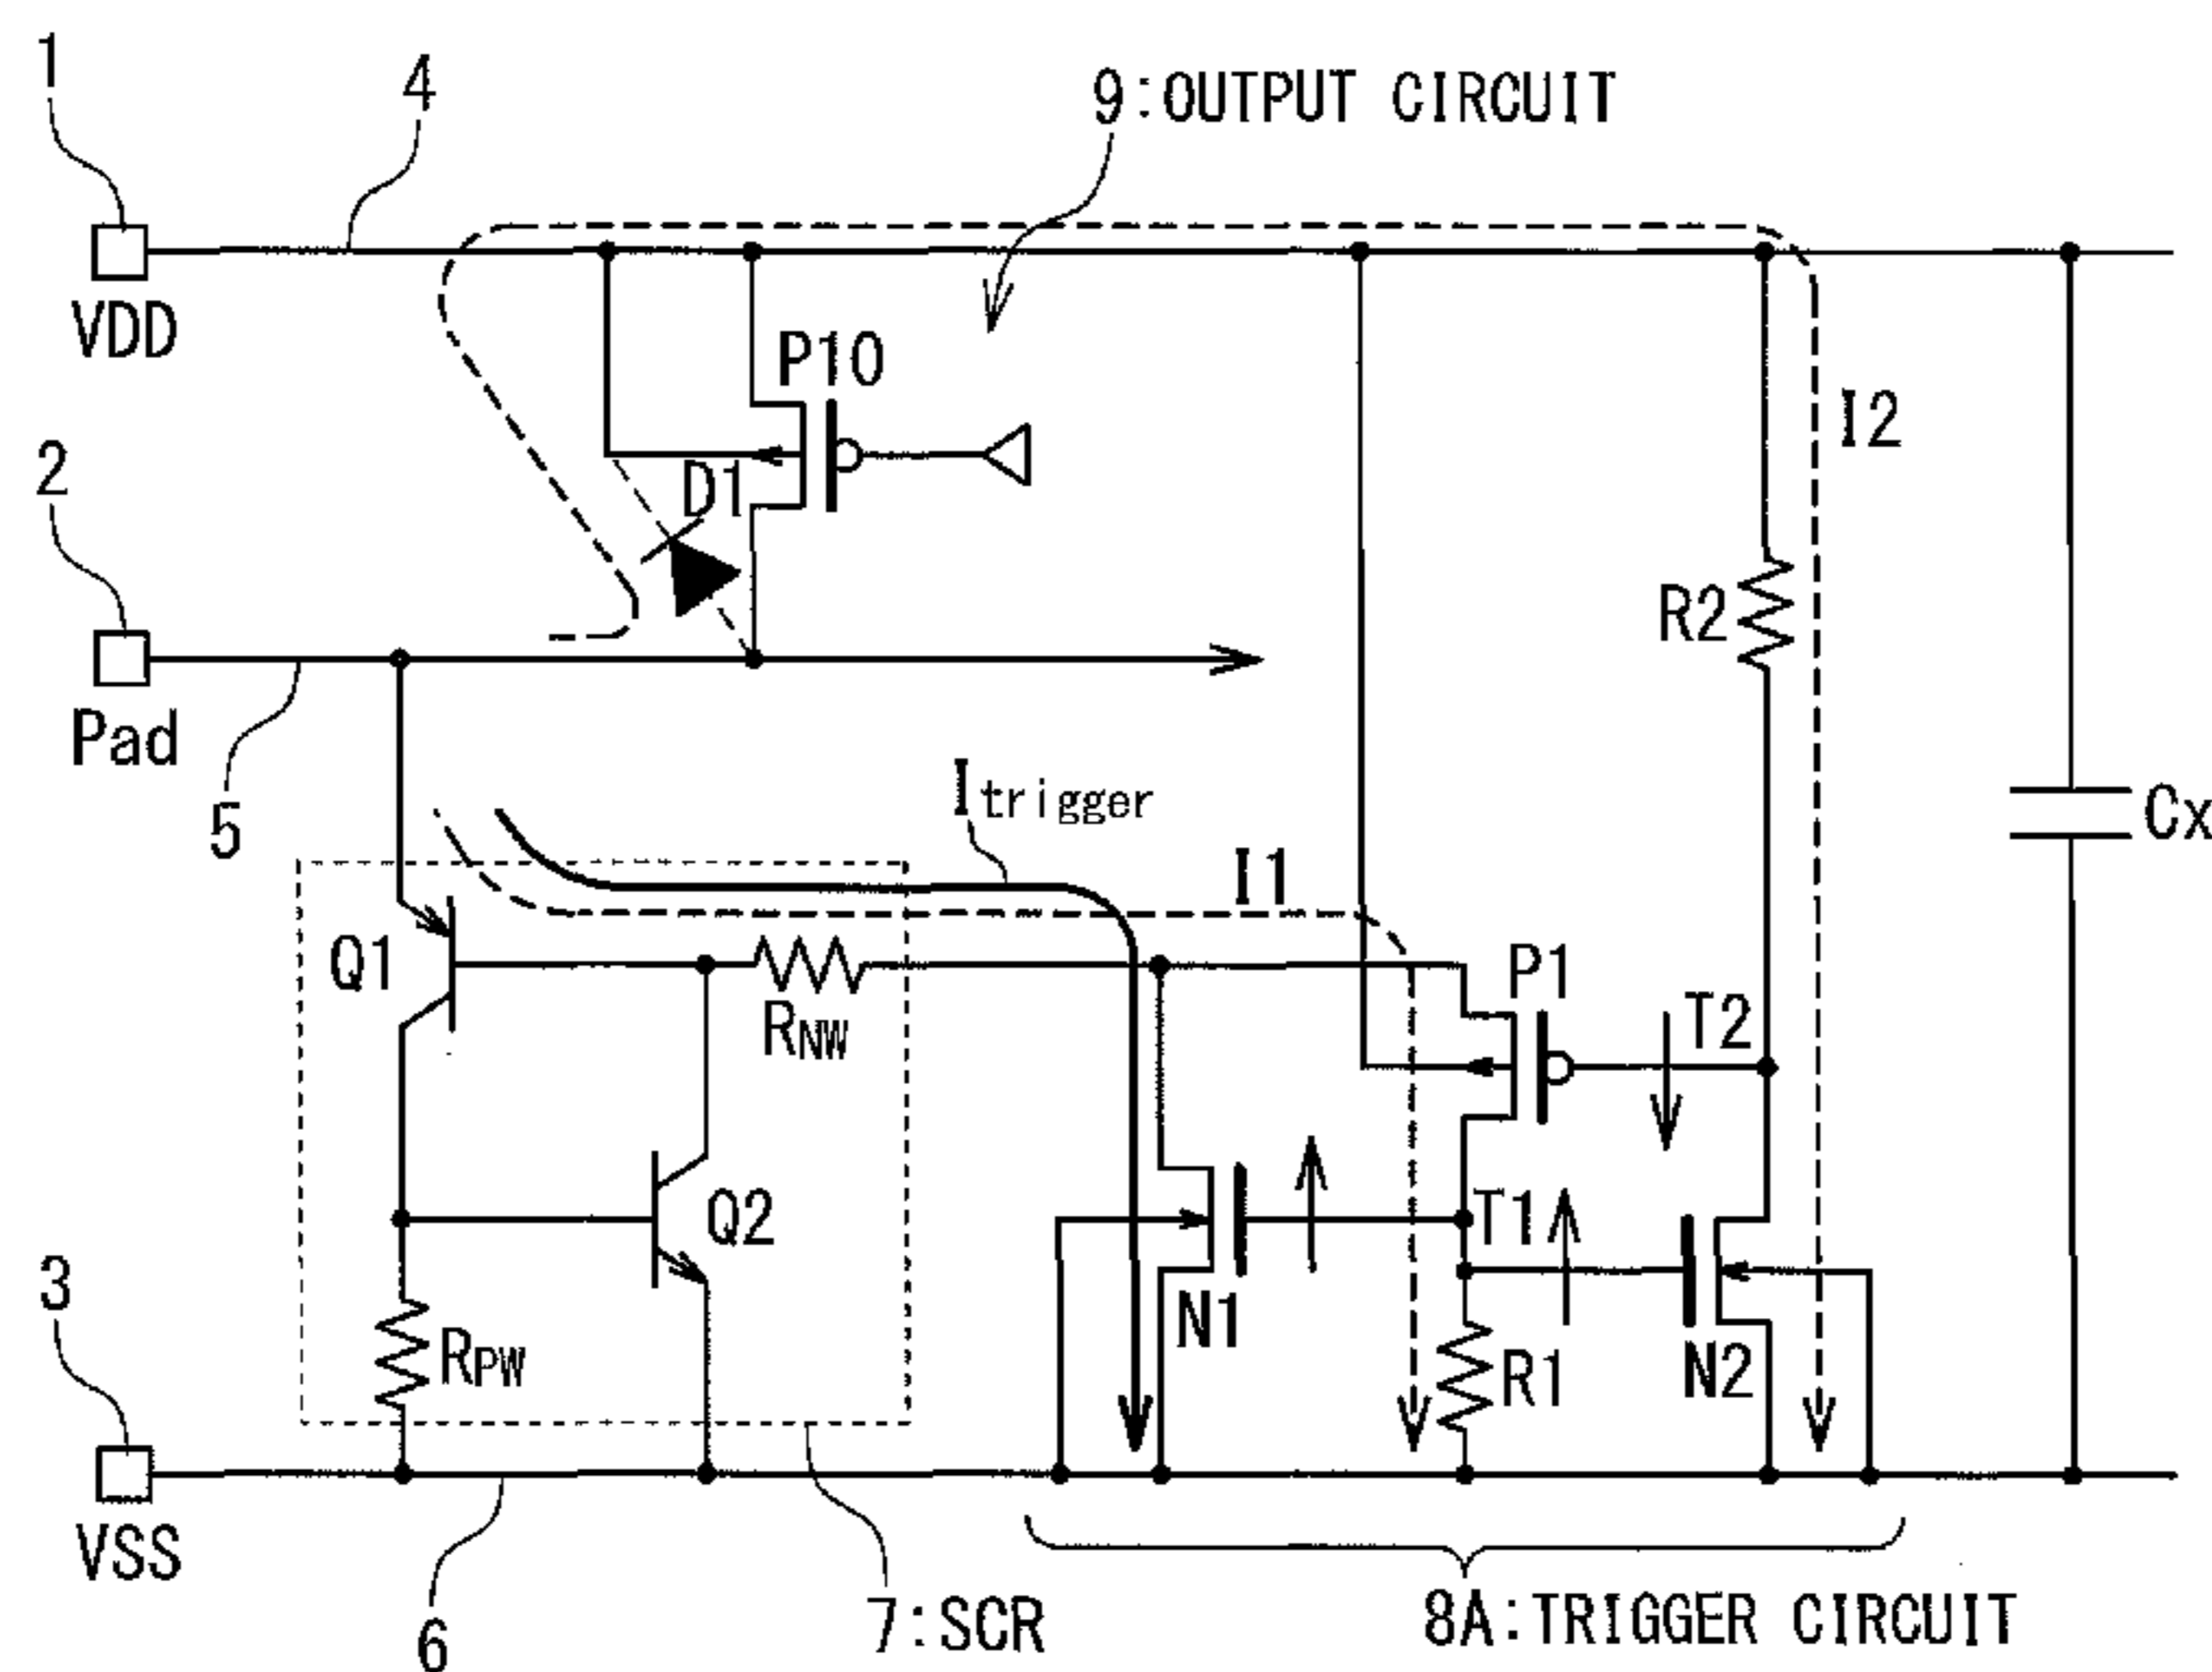 1
4
9:OUTPUT CIRCUIT
VDD
P10
I2
2
D1
R2
Pad
5
Itrigger
Cx
I1
Q1
RNW
P1
T2
Q2
T1
3
RPW
N1
R1
N2
VSS
6
7:SCR
8A:TRIGGER CIRCUIT